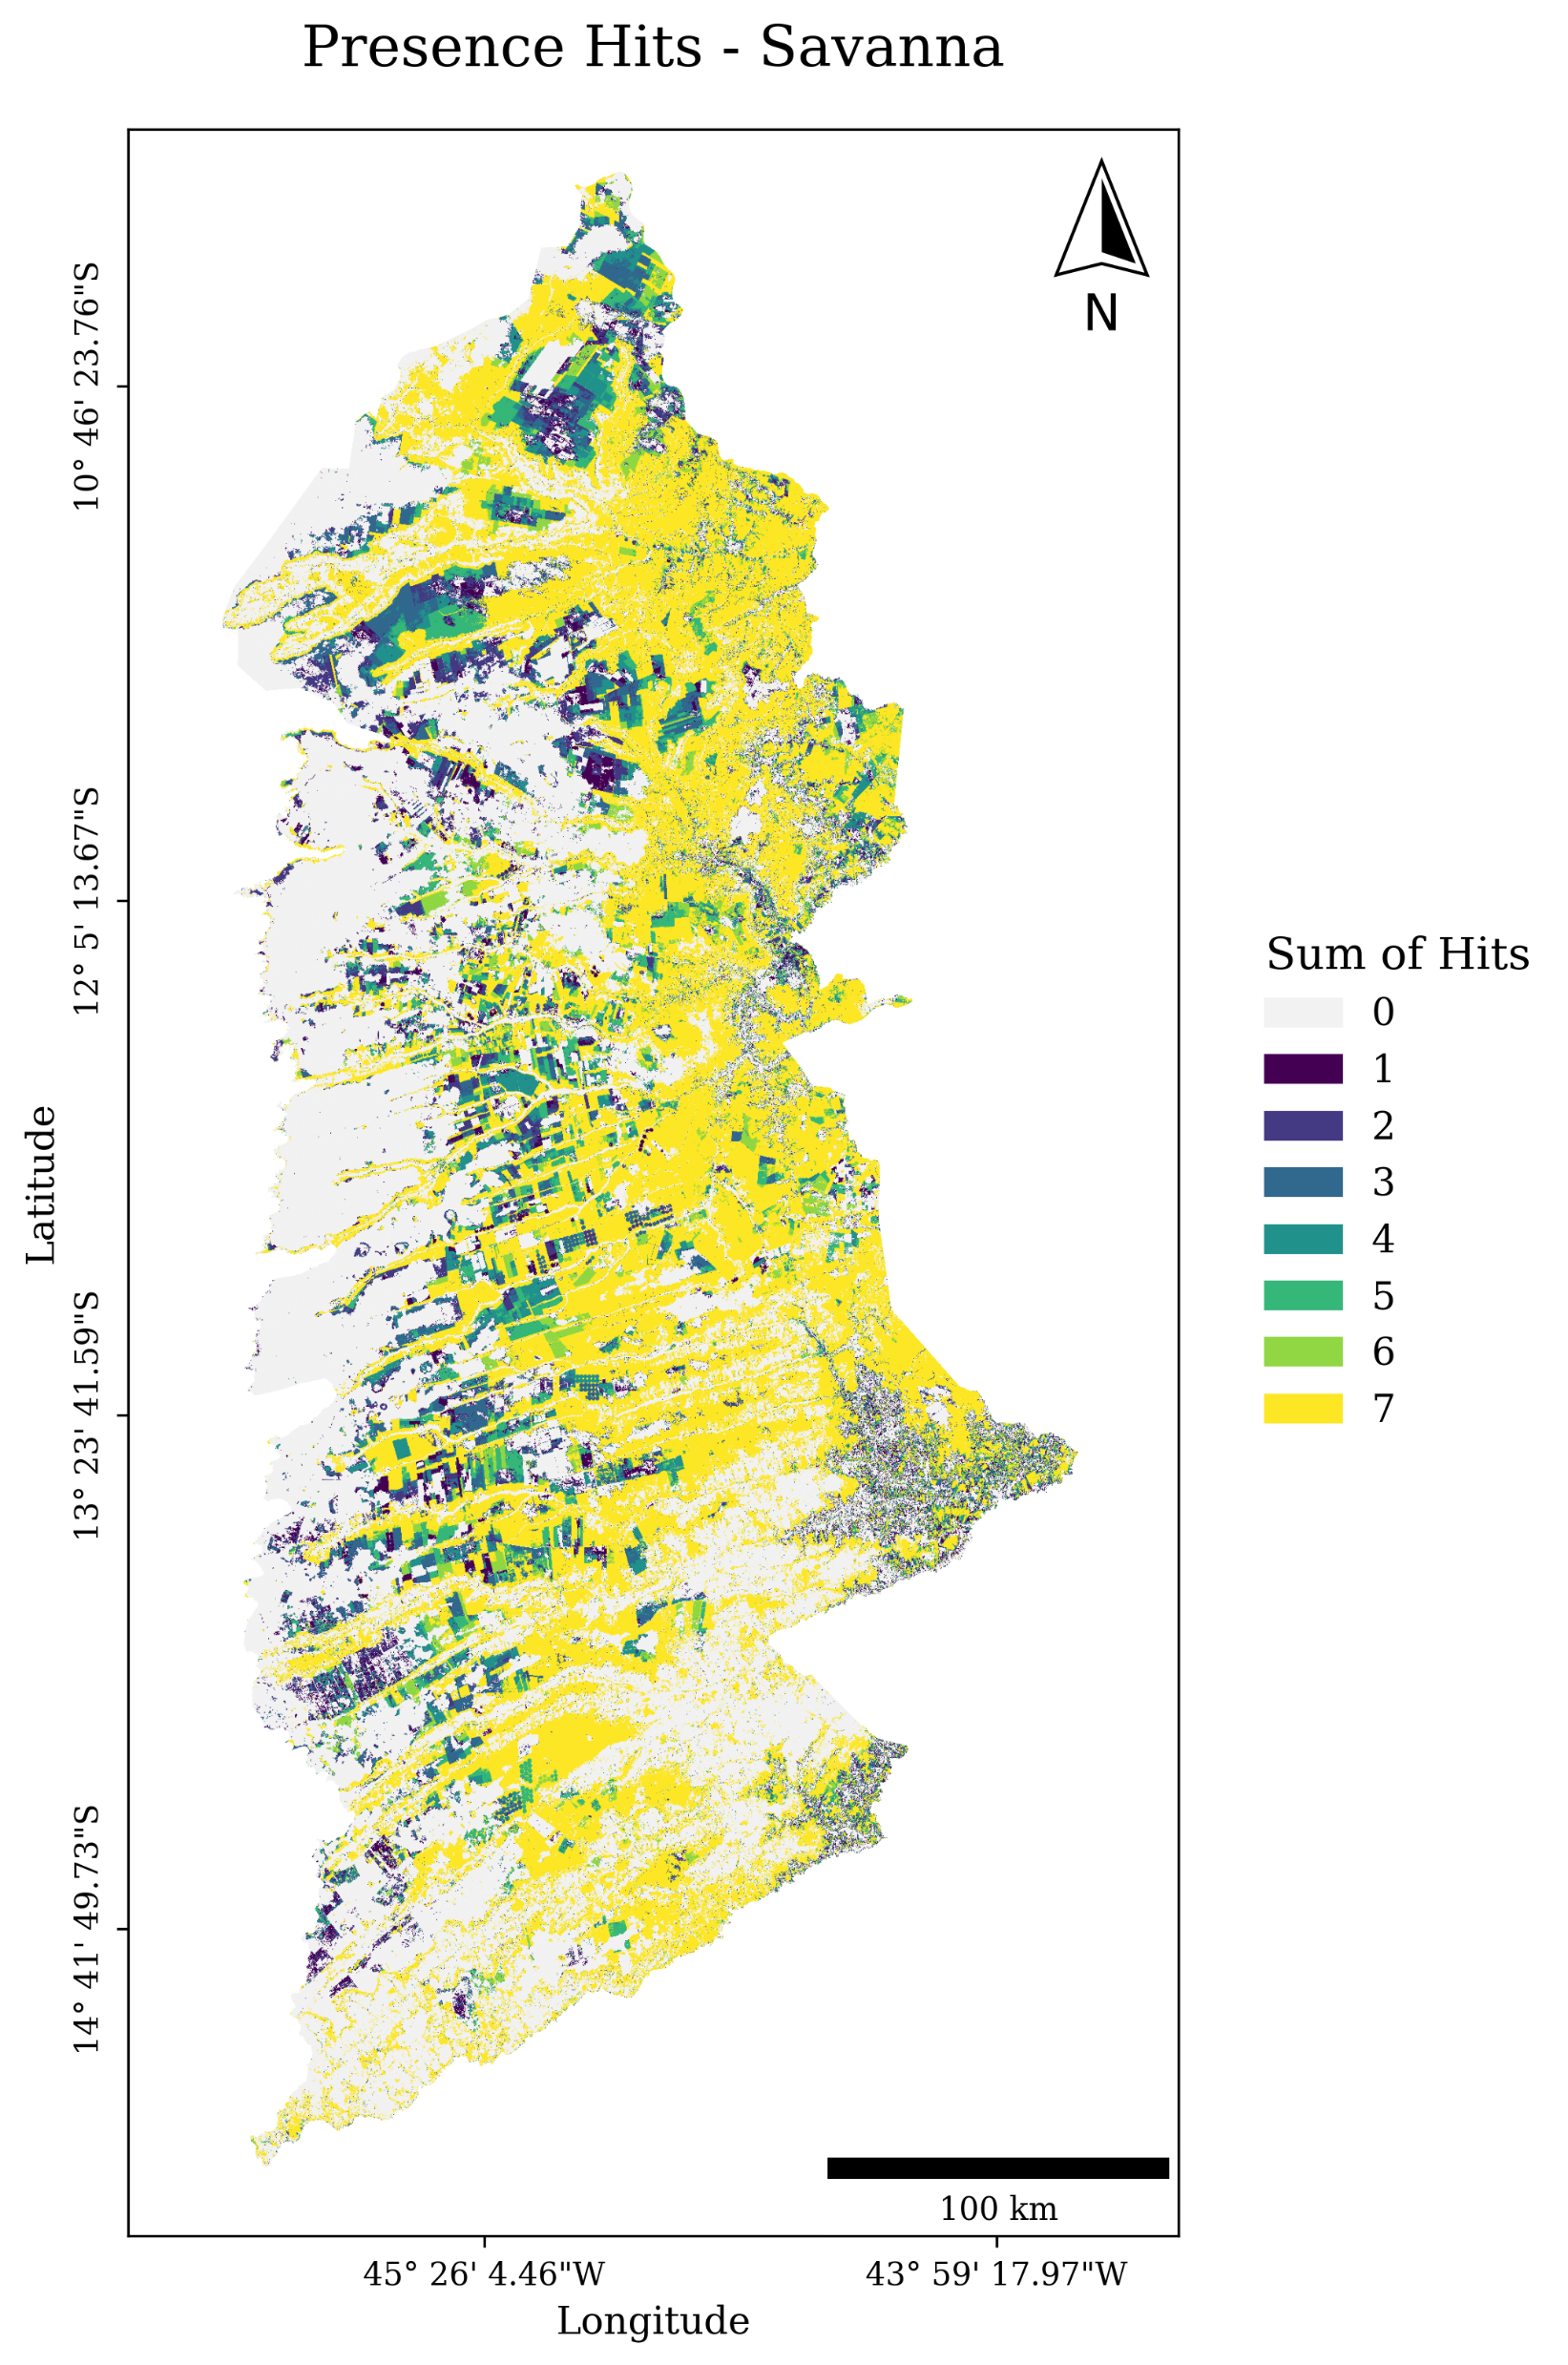 Presence Hits - Savanna
N
10° 46' 23.76"S
12° 5' 13.67"S
13° 23' 41.59"S
14° 41' 49.73"S
Latitude
Sum of Hits
0
1
2
3
4
5
6
7
100 km
45° 26' 4.46"W
43° 59' 17.97"W
Longitude